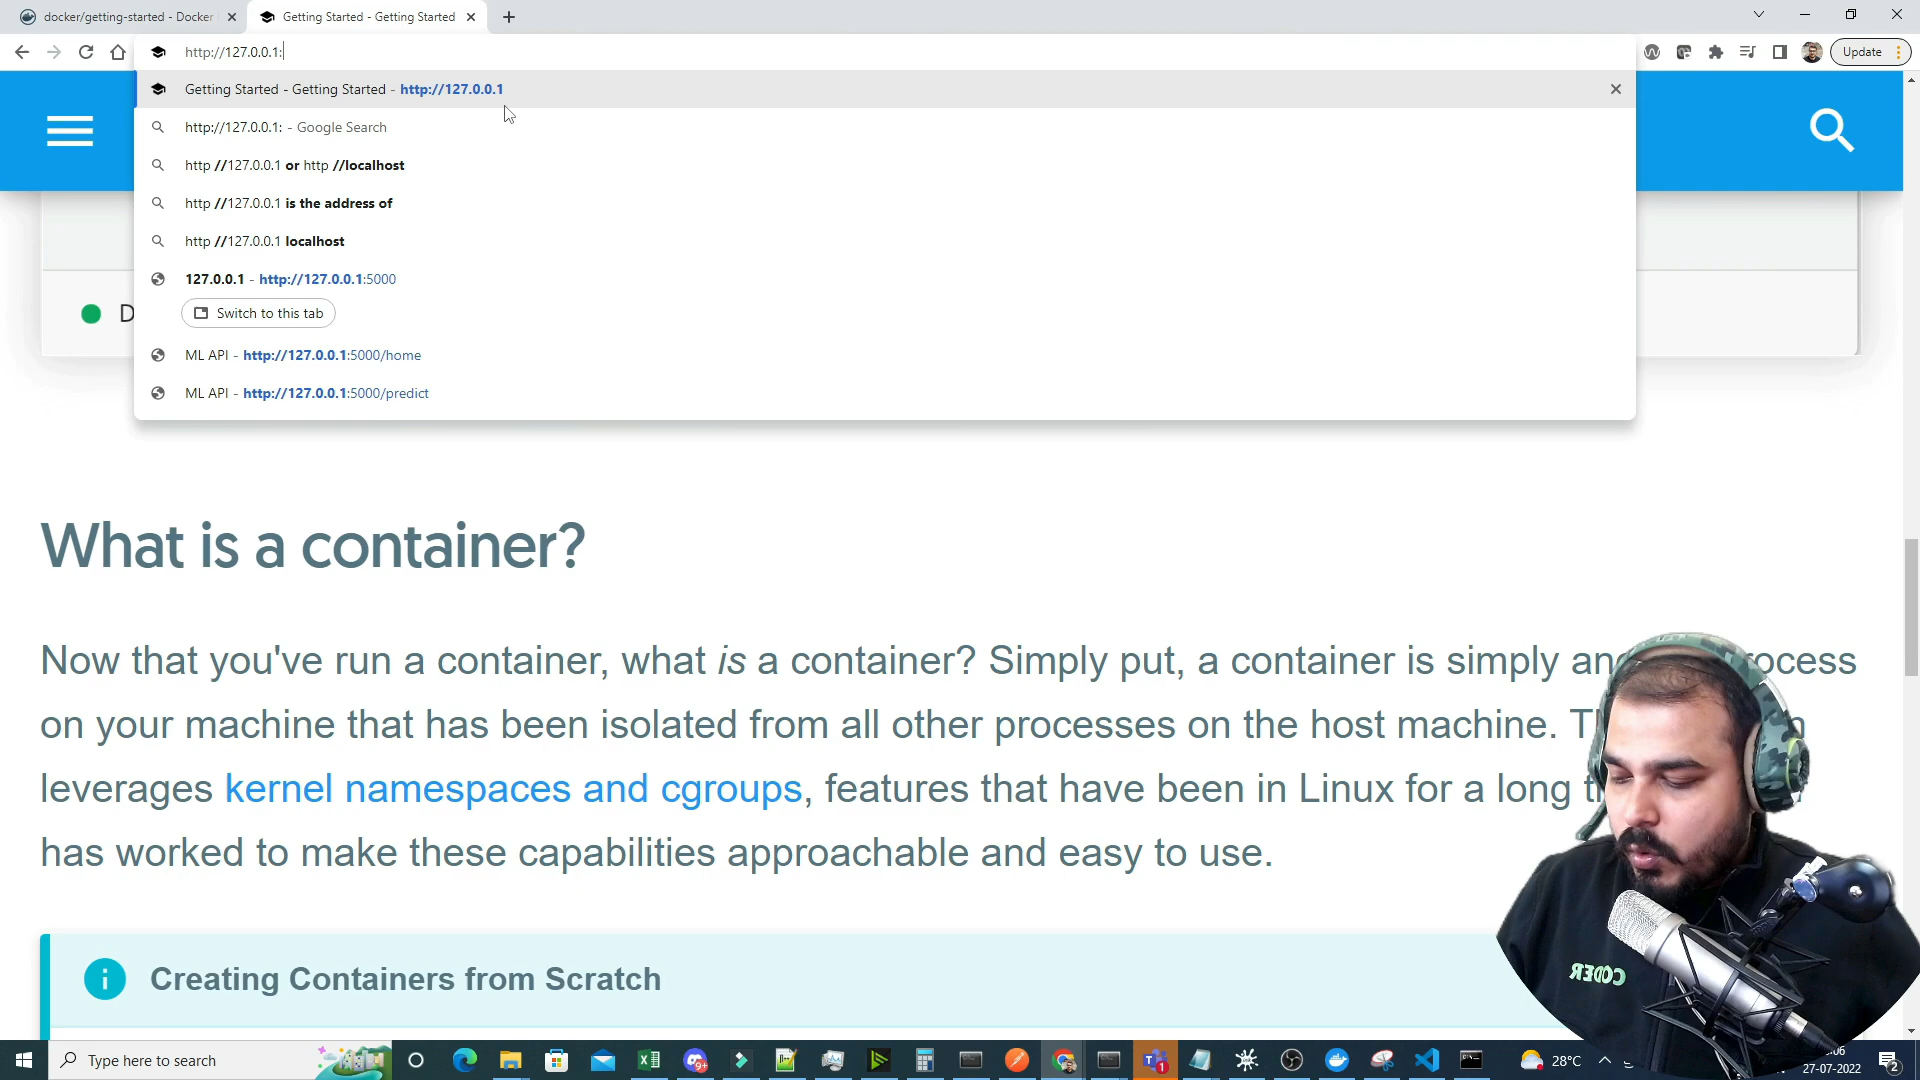 docker/getting-started - Docker
Getting Started - Getting Started
http://127.0.0.1:
Update
Getting Started - Getting Started - http://127.0.0.1
http://127.0.0.1: - Google Search
http //127.0.0.1 or http //localhost
http //127.0.0.1 is the address of
http //127.0.0.1 localhost
127.0.0.1 - http://127.0.0.1:5000
Switch to this tab
ML API - http://127.0.0.1:5000/home
ML API - http://127.0.0.1:5000/predict
D
What is a container?
Now that you've run a container, what is a container? Simply put, a container is simply
on your machine that has been isolated from all other processes on the host machine.
leverages kernel namespaces and cgroups, features that have been in Linux for a long
has worked to make these capabilities approachable and easy to use.
Creating Containers from Scratch
CODER
Type here to search
28°C
27-07-2022
2